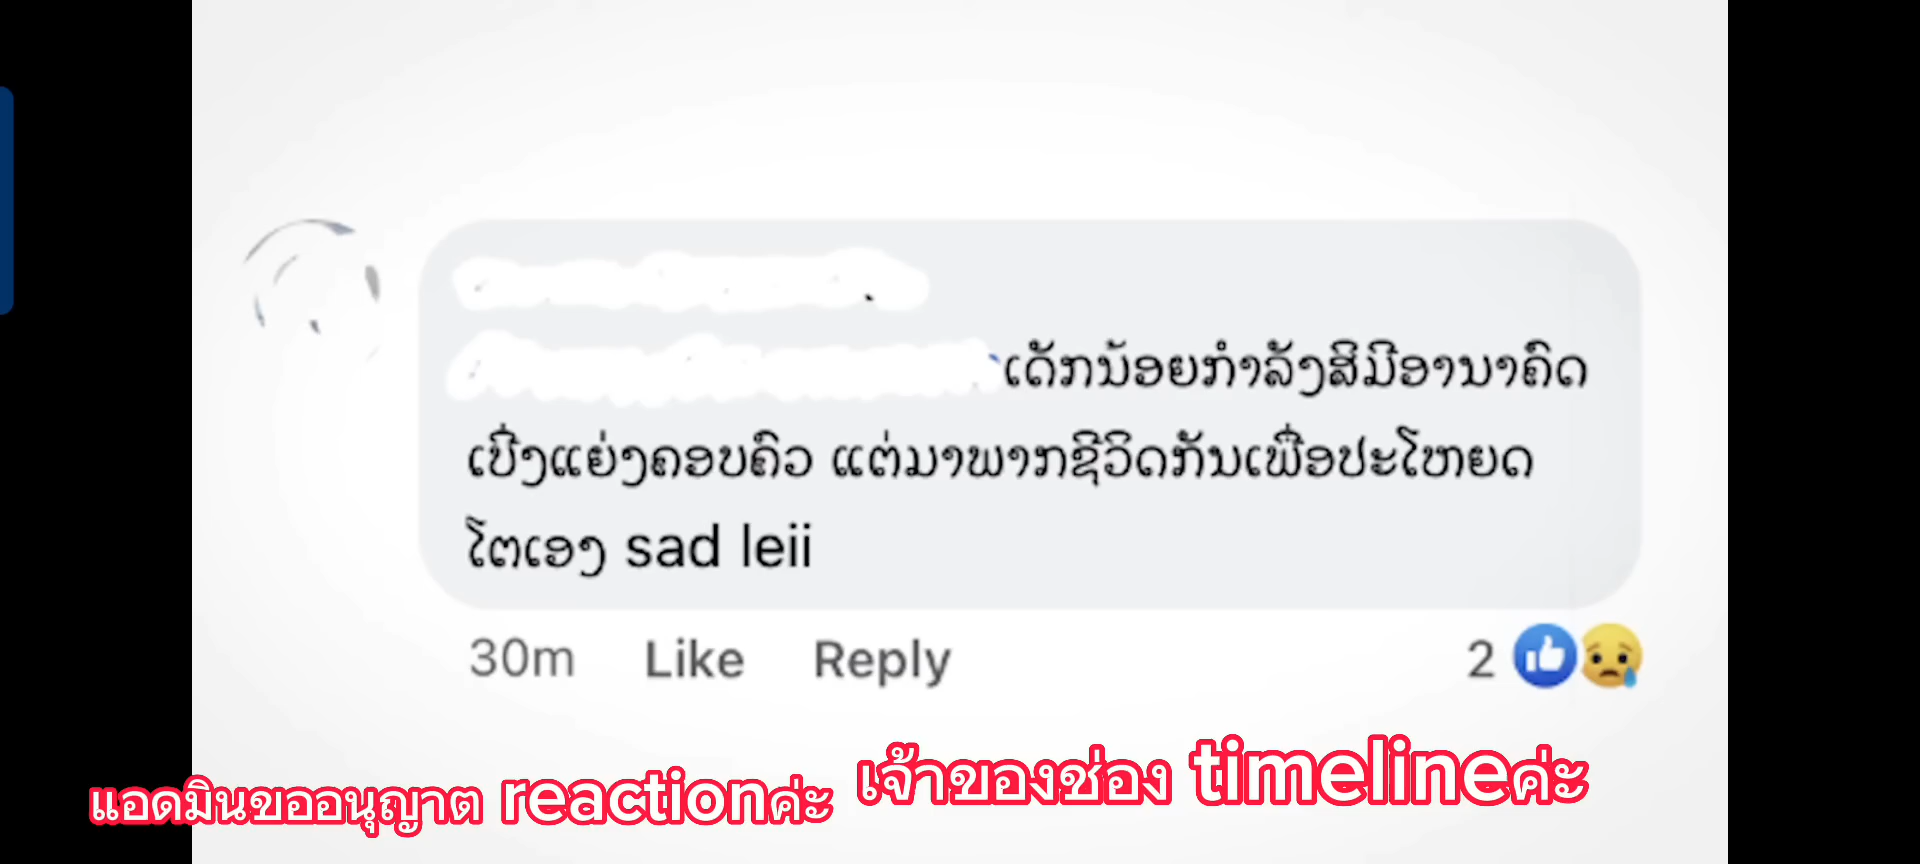 ເດັກນ້ອຍກຳລັງສິມີອານາຄົດ
ເບິ່ງແຍ່ງຄອບຄົວ ແຕ່ມາພາກຊີວິດກັນເພື່ອປະໂຫຍດ
ໂຕເອງ sad leii
30m Like Reply 2
แอดมินขออนุญาต reactionค่ะ เจ้าของช่อง timelineค่ะ